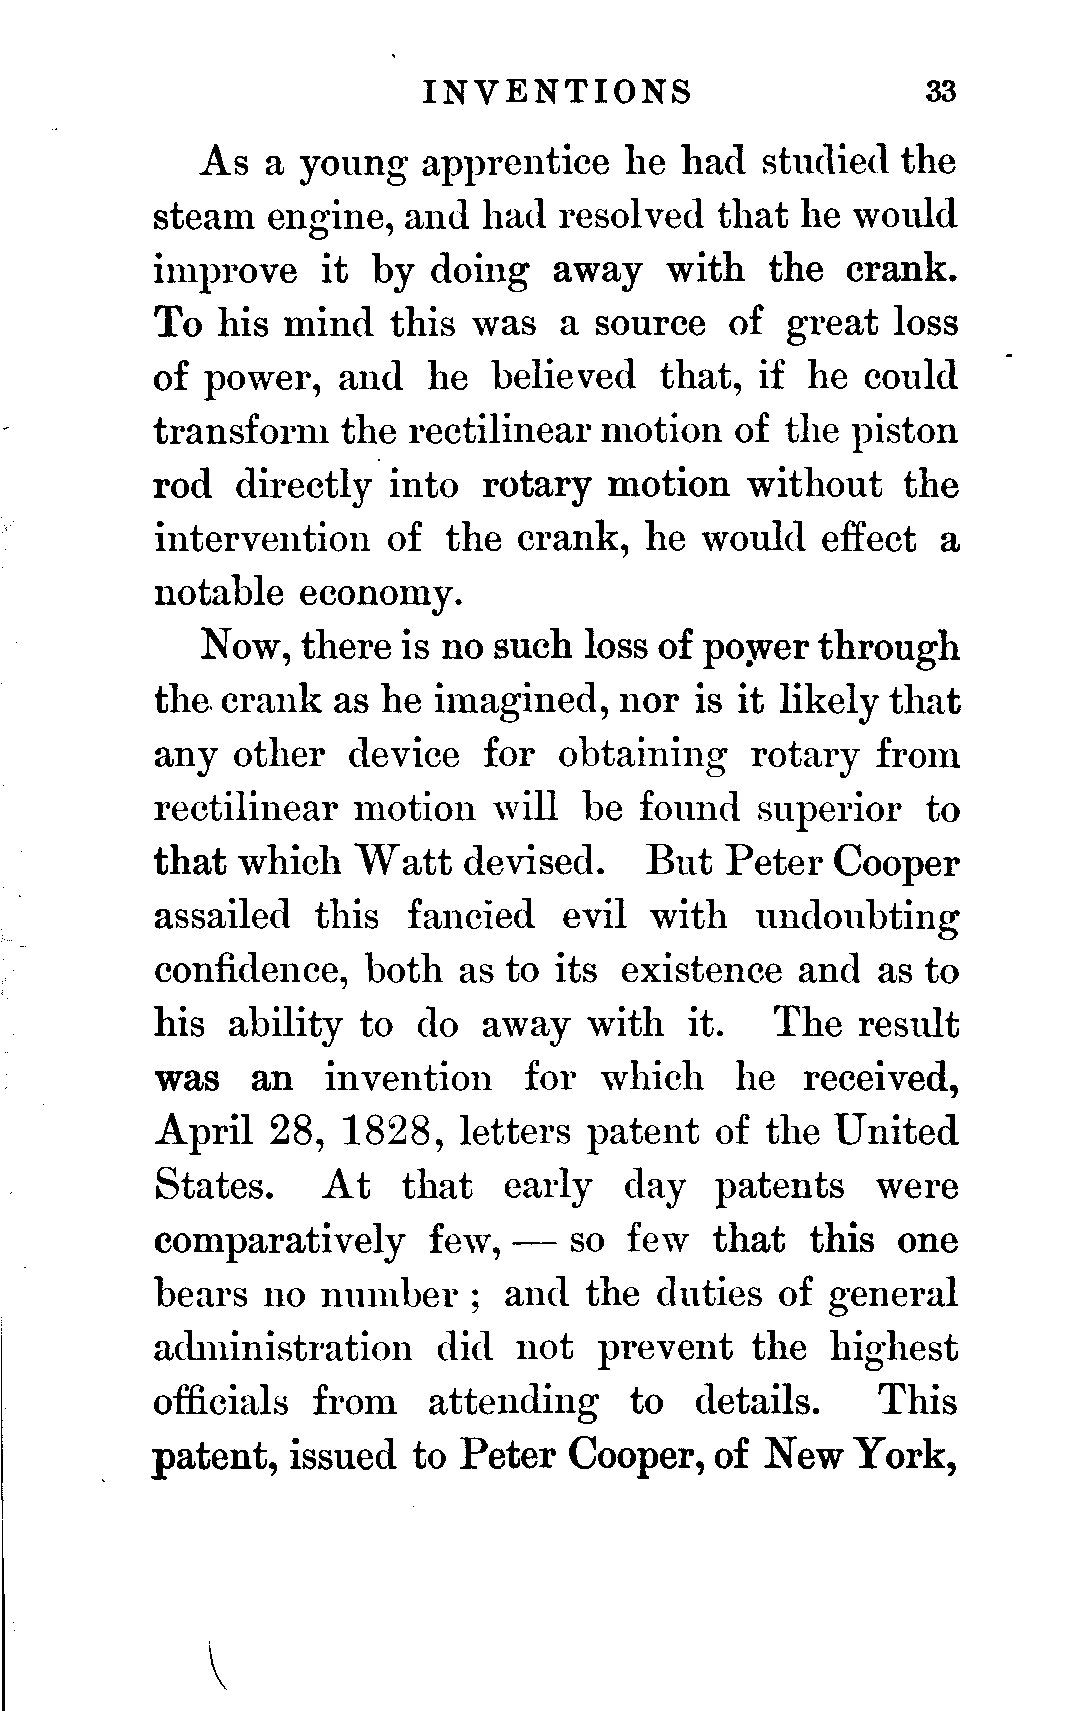 INVENTIONS 33
As a young apprentice he had studied the
steam engine, and had resolved that he would
improve it by doing away with the crank.
To his mind this was a source of great loss
of power, and he believed that, if he could
transform the rectilinear motion of the piston
rod directly into rotary motion without the
intervention of the crank, he would effect a
notable economy.
Now, there is no such loss of power through
the crank as he imagined, nor is it likely that
any other device for obtaining rotary from
rectilinear motion will be found superior to
that which Watt devised. But Peter Cooper
assailed this fancied evil with undoubting
confidence, both as to its existence and as to
his ability to do away with it. The result
was an invention for which he received,
April 28, 1828, letters patent of the United
States. At that early day patents were
comparatively few, — so few that this one
bears no number ; and the duties of general
administration did not prevent the highest
officials from attending to details. This
patent, issued to Peter Cooper, of New York,